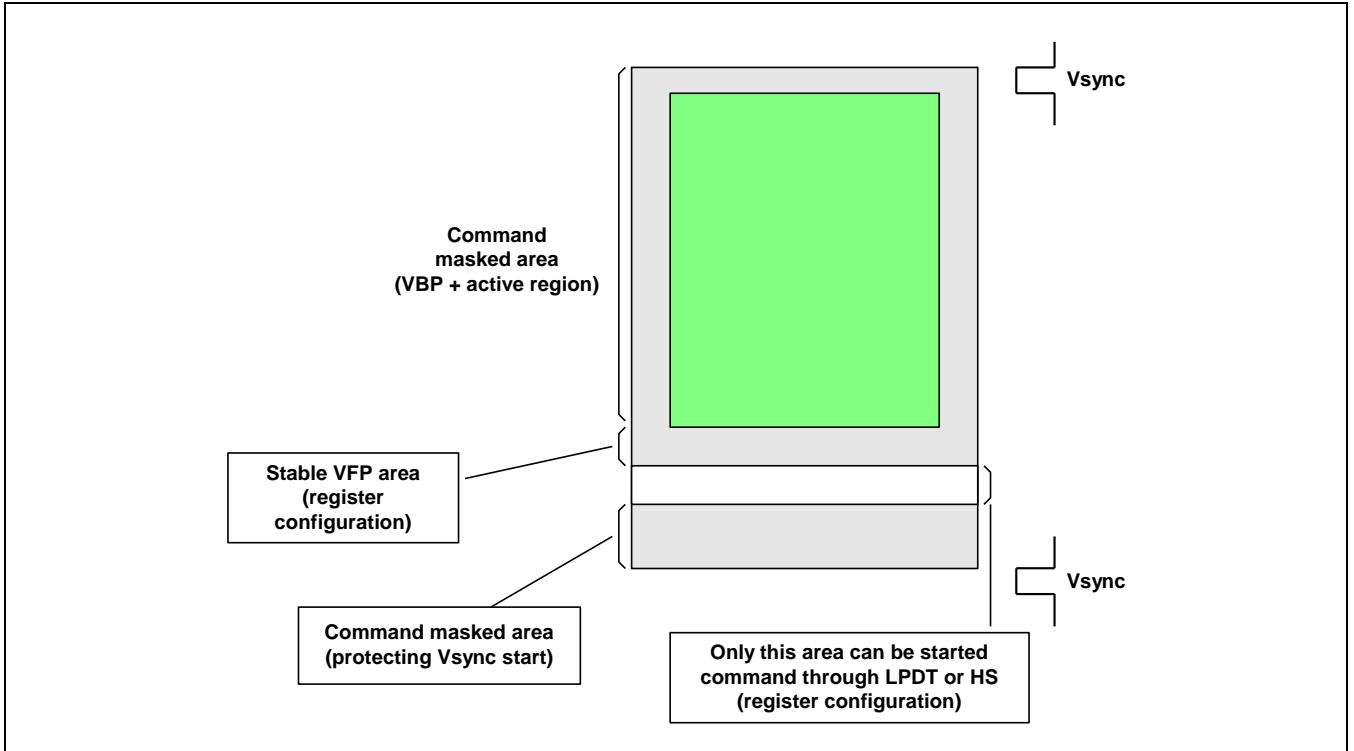 Vsync
Command
masked area
(VBP + active region)
Stable VFP area
(register
configuration)
Command masked area
(protecting Vsync start)
Vsync
Only this area can be started
command through LPDT or HS
(register configuration)